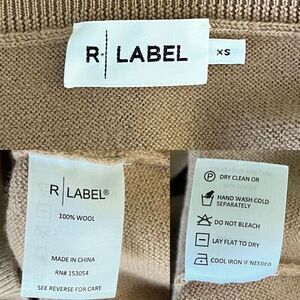 R LABEL
XS
R LABEL®
100% WOOL
MADE IN CHINA
RN# 153054
SEE REVERSE FOR CARE
P
DRY CLEAN OR
HAND WASH COLD
SEPARATELY
DO NOT BLEACH
LAY FLAT TO DRY
COOL IRON IF NEEDED